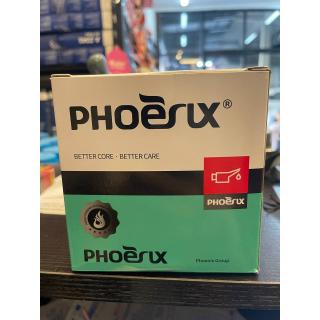 PHOENIX®
BETTER CORE · BETTER CARE
PHOENIX
PHOENIX
Phoenix Group